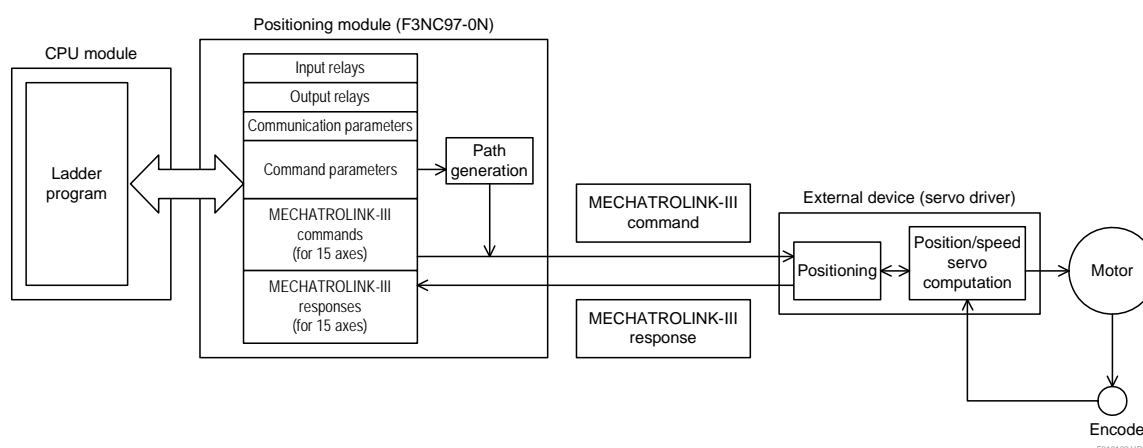 Positioning module (F3NC97-0N)
CPU module
Ladder
program
Input relays
Output relays
Communication parameters
Command parameters
MECHATROLINK-III
commands
(for 15 axes)
MECHATROLINK-III
responses
(for 15 axes)
Path
generation
MECHATROLINK-III
command
MECHATROLINK-III
response
External device (servo driver)
Positioning
Position/speed
servo
computation
Motor
Encode